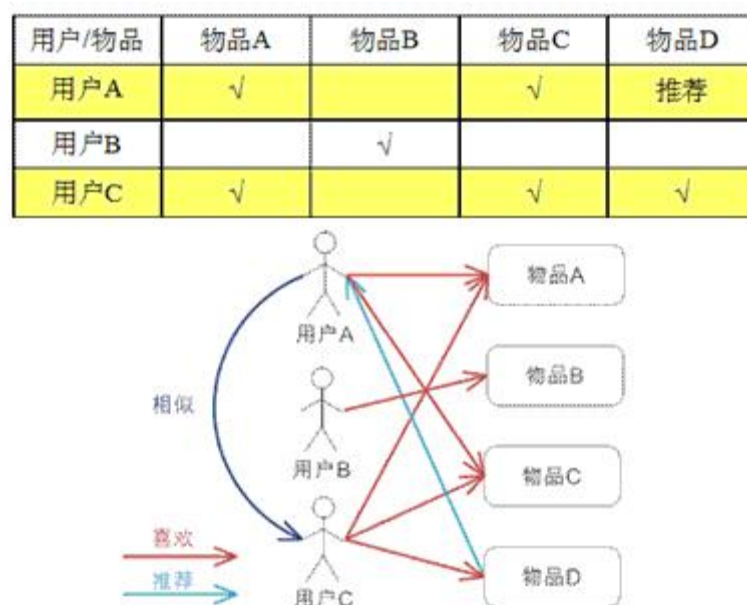 用户/物品 物品A 物品B 物品C 物品D
用户A √ √ 推荐
用户B √
用户C √ √ √
物品A
用户A
物品B
相似
用户B
物品C
喜欢
推荐
物品D
用户C